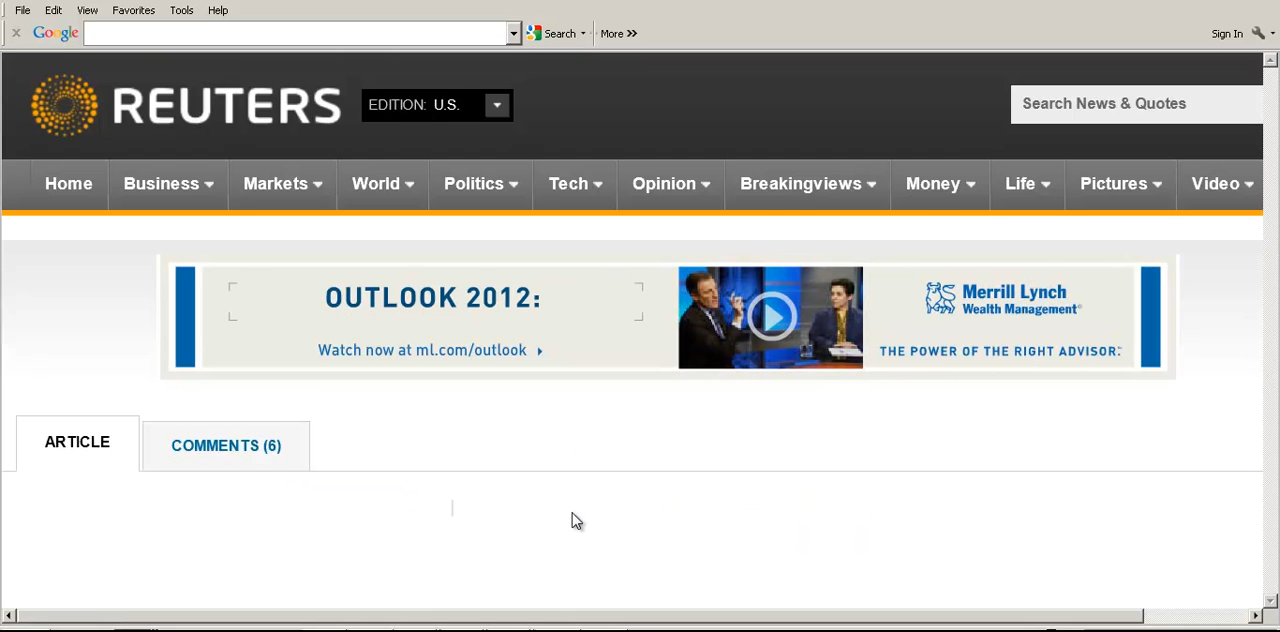 File Edit View Favorites Tools Help
Google Search More Sign In
REUTERS EDITION: U.S. Search News & Quotes
Home Business Markets World Politics Tech Opinion Breakingviews Money Life Pictures Video
OUTLOOK 2012:
Watch now at ml.com/outlook
Merrill Lynch
Wealth Management®
THE POWER OF THE RIGHT ADVISOR.™
ARTICLE COMMENTS (6)